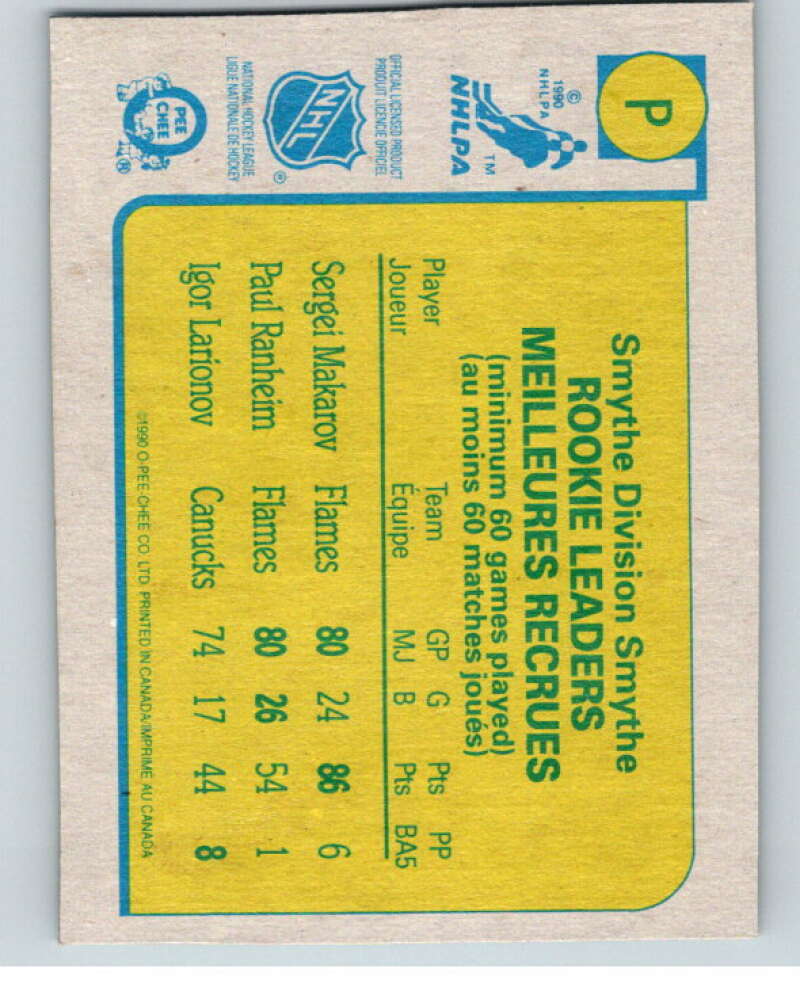 P
© 1990
NHLPA
TM
NHLPA
OFFICIAL LICENSED PRODUCT
PRODUIT LICENCIÉ OFFICIEL
NHL
®
NATIONAL HOCKEY LEAGUE
LIGUE NATIONALE DE HOCKEY
O
PEE
CHEE
Smythe Division Smythe
ROOKIE LEADERS
MEILLEURES RECRUES
(minimum 60 games played)
(au moins 60 matches joués)
Player Team GP G Pts PP
Joueur Équipe MJ B Pts BA5
Sergei Makarov Flames 80 24 86 6
Paul Ranheim Flames 80 26 54 1
Igor Larionov Canucks 74 17 44 8
©1990 O-PEE-CHEE CO. LTD. PRINTED IN CANADA/IMPRIMÉ AU CANADA